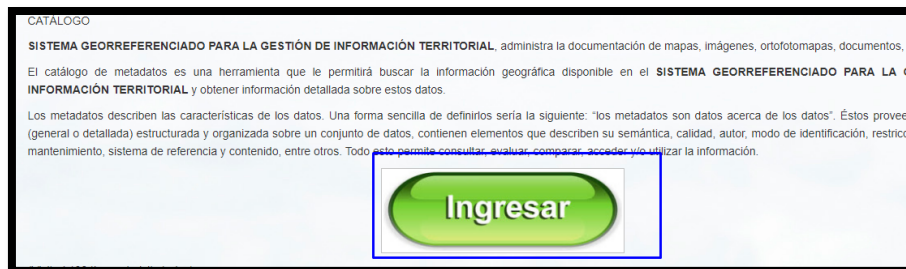 CATÁLOGO
SISTEMA GEORREFERENCIADO PARA LA GESTIÓN DE INFORMACIÓN TERRITORIAL, administra la documentación de mapas, imágenes, ortofotomapas, documentos,
El catálogo de metadatos es una herramienta que le permitirá buscar la información geográfica disponible en el SISTEMA GEORREFERENCIADO PARA LA
INFORMACIÓN TERRITORIAL y obtener información detallada sobre estos datos.
Los metadatos describen las características de los datos. Una forma sencilla de definirlos sería la siguiente: “los metadatos son datos acerca de los datos”. Éstos provee
(general o detallada) estructurada y organizada sobre un conjunto de datos, contienen elementos que describen su semántica, calidad, autor, modo de identificación, restric
mantenimiento, sistema de referencia y contenido, entre otros. Todo esto permite consultar, evaluar, comparar, acceder y/o utilizar la información.
Ingresar